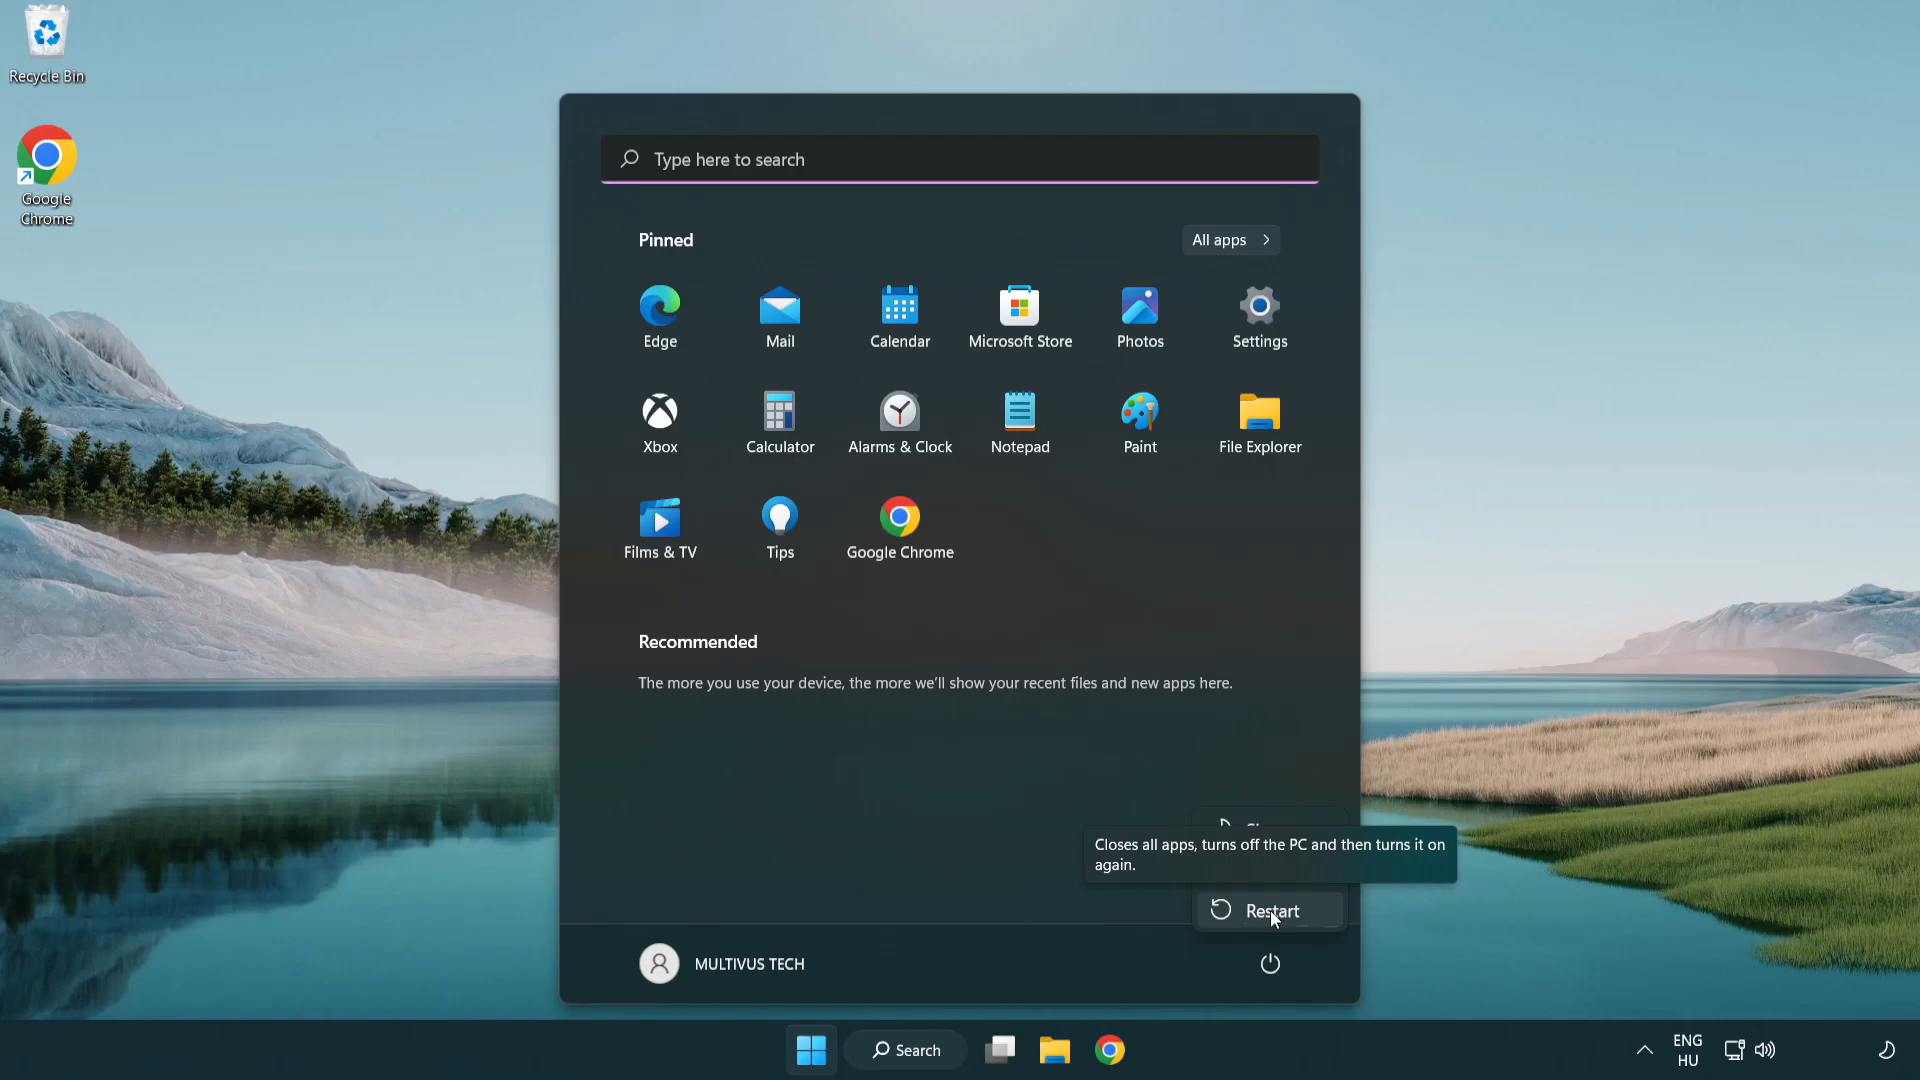 Recycle Bin
Google
Chrome
Type here to search
Pinned
All apps
Edge
Mail
Calendar
Microsoft Store
Photos
Settings
Xbox
Calculator
Alarms & Clock
Notepad
Paint
File Explorer
Films & TV
Tips
Google Chrome
Recommended
The more you use your device, the more we'll show your recent files and new apps here.
Closes all apps, turns off the PC and then turns it on
again.
Restart
MULTIVUS TECH
Search
ENG
HU